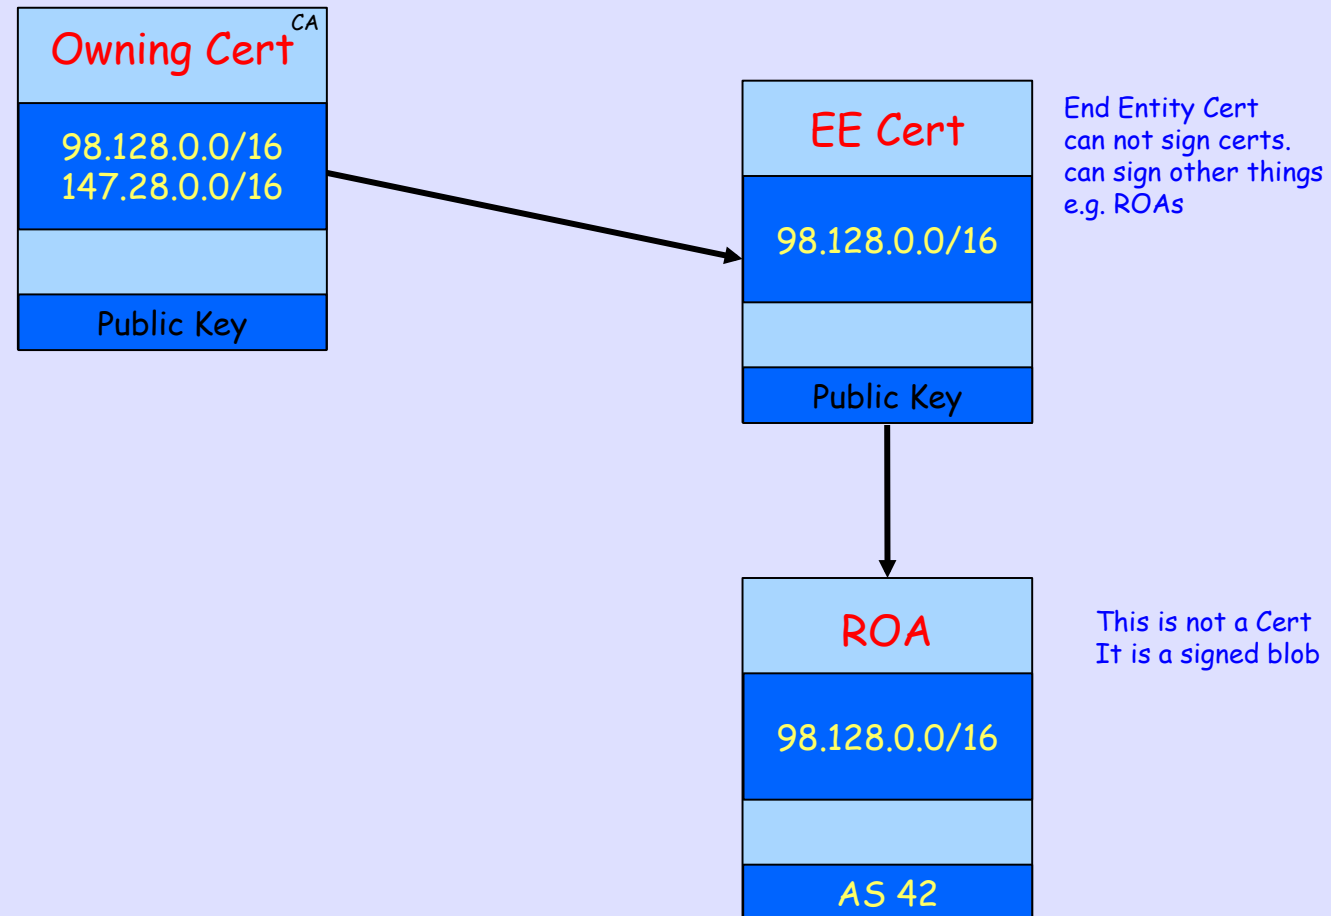 CA
Owning Cert
98.128.0.0/16
147.28.0.0/16
Public Key
EE Cert
98.128.0.0/16
Public Key
End Entity Cert
can not sign certs.
can sign other things
e.g. ROAs
ROA
98.128.0.0/16
AS 42
This is not a Cert
It is a signed blob